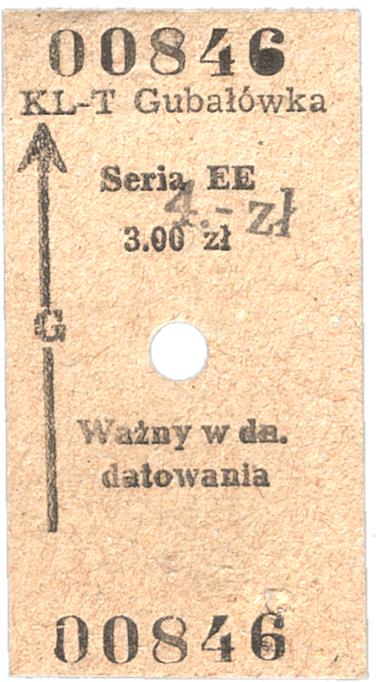 00846
KL-T Gubałówka
Seria EE
4.- zł
3.00 zł
G
Ważny w dn.
datowania
00846